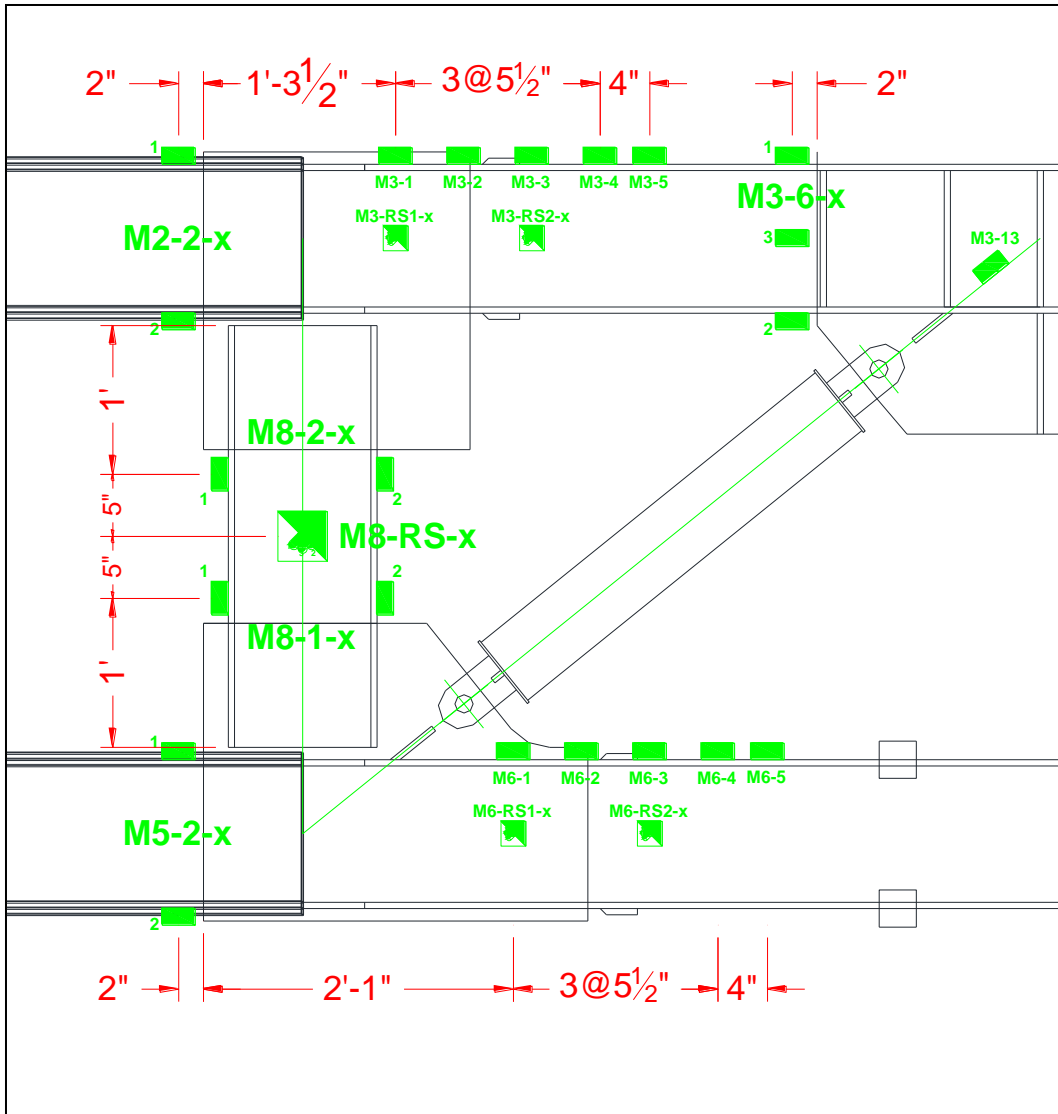 2" 1'-3½" 3@5½" 4" 2"
1 1
M3-1 M3-2 M3-3 M3-4 M3-5
M3-6-x
M3-RS1-x M3-RS2-x
M2-2-x 3 M3-13
2 2
1'
M8-2-x
5" 1 2
M8-RS-x
5" 1 2
M8-1-x
1'
1
M6-1 M6-2 M6-3 M6-4 M6-5
M6-RS1-x M6-RS2-x
M5-2-x
2
2" 2'-1" 3@5½" 4"